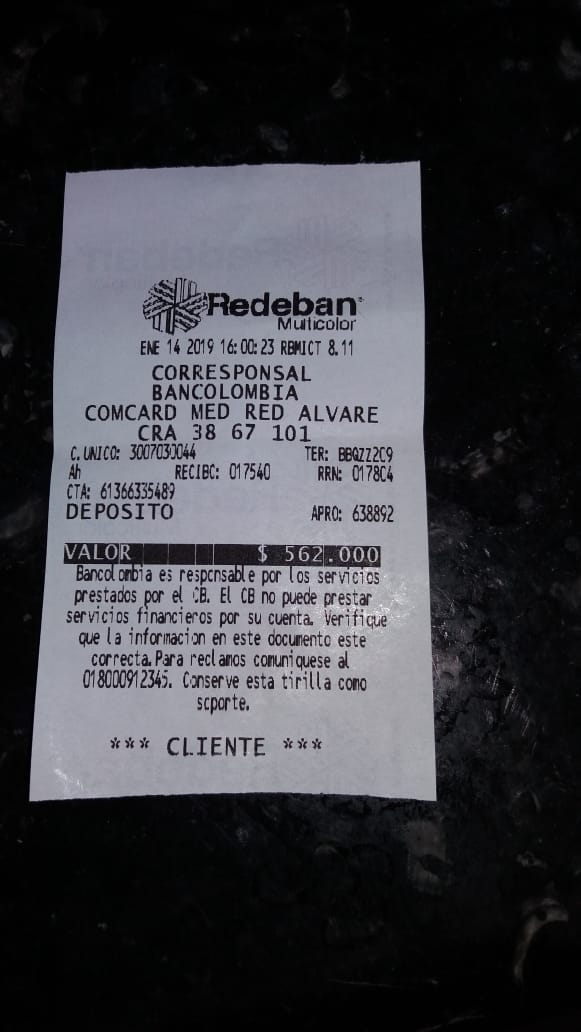 Redeban
Multicolor
ENE 14 2019 16:00:23 RBMICT 8.11
CORRESPONSAL
BANCOLOMBIA
COMCARD MED RED ALVARE
CRA 38 67 101
C. UNICO: 3007030044 TER: BBQZZ2C9
Ah RECIBC: 017540 RRN: 0178C4
CTA: 61366335489
DEPOSITO APRO: 638892
VALOR $ 562.000
Bancolombia es respcnsable por los servicios
prestados por el CB. El CB no puede prestar
servicios financieros por su cuenta. Verifique
que la informacion en este documento este
correcta. Para reclamos comuniquese al
018000912345. Conserve esta tirilla como
scporte.
*** CLIENTE ***